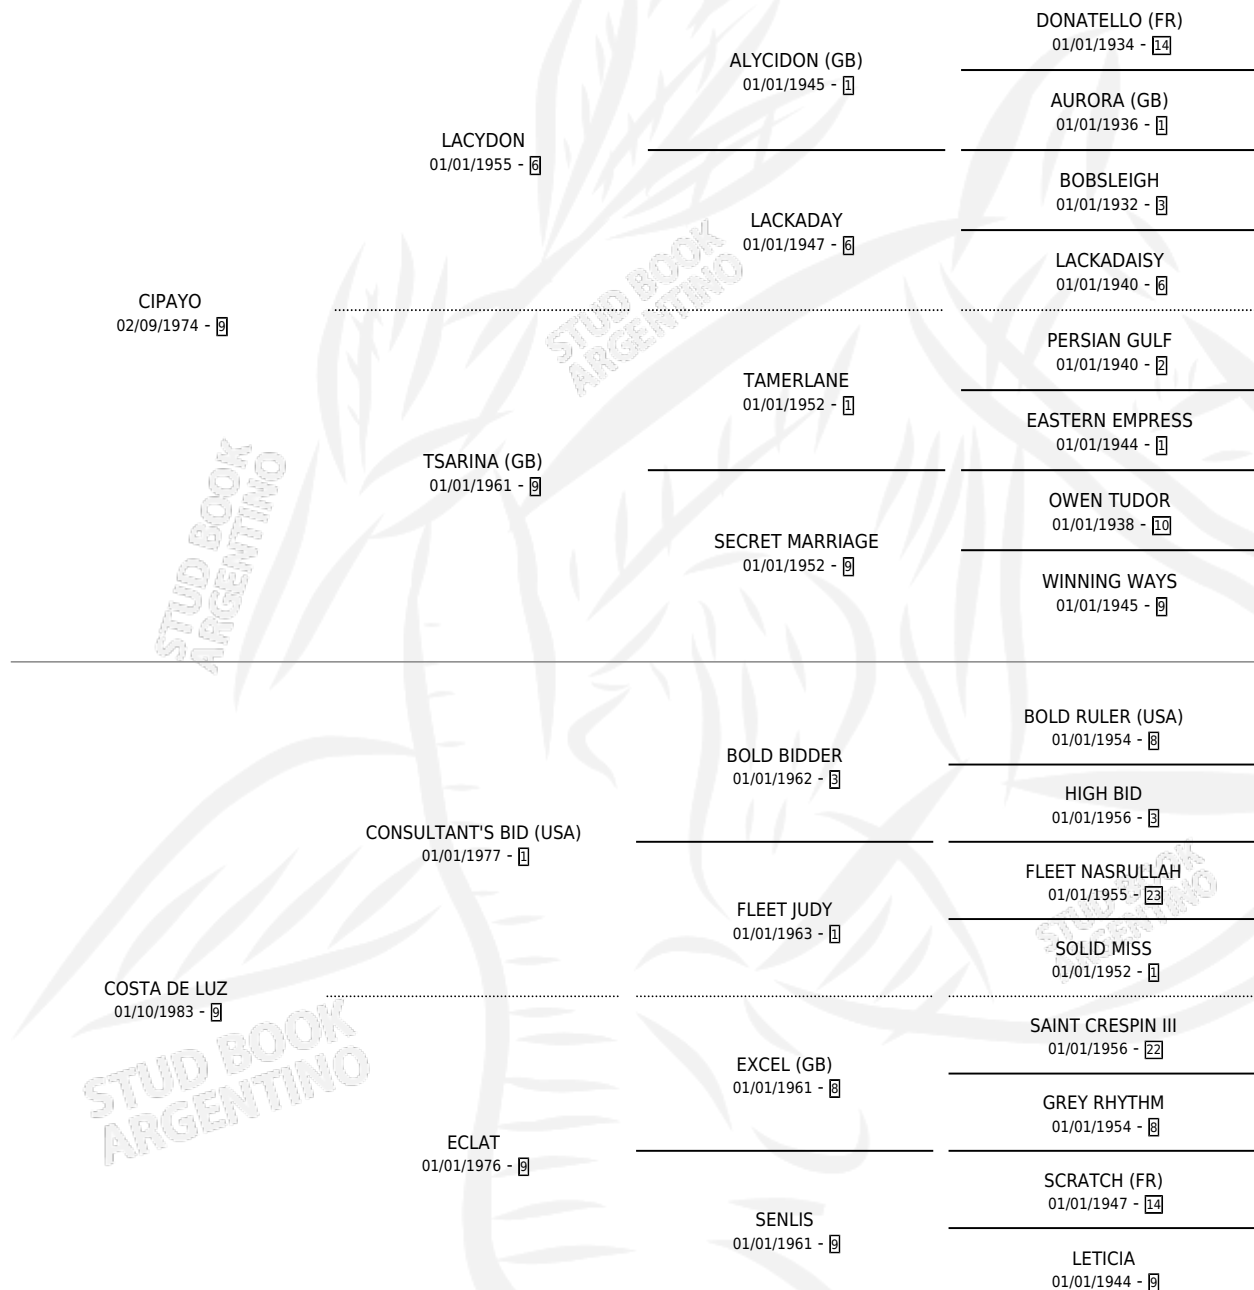 DONATELLO (FR)
01/01/1934 - 14
ALYCIDON (GB)
01/01/1945 - 1
AURORA (GB)
01/01/1936 - 1
LACYDON
01/01/1955 - 6
BOBSLEIGH
01/01/1932 - 3
LACKADAY
01/01/1947 - 6
LACKADAISY
01/01/1940 - 6
CIPAYO
02/09/1974 - 9
STUD BOOK
ARGENTINO
PERSIAN GULF
01/01/1940 - 2
TAMERLANE
01/01/1952 - 1
EASTERN EMPRESS
01/01/1944 - 1
TSARINA (GB)
01/01/1961 - 9
OWEN TUDOR
01/01/1938 - 10
SECRET MARRIAGE
01/01/1952 - 9
WINNING WAYS
01/01/1945 - 9
STUD BOOK
ARGENTINO
BOLD RULER (USA)
01/01/1954 - 8
BOLD BIDDER
01/01/1962 - 3
HIGH BID
01/01/1956 - 3
CONSULTANT'S BID (USA)
01/01/1977 - 1
FLEET NASRULLAH
01/01/1955 - 23
FLEET JUDY
01/01/1963 - 1
SOLID MISS
01/01/1952 - 1
STUD BOOK
ARGENTINO
COSTA DE LUZ
01/10/1983 - 9
SAINT CRESPIN III
01/01/1956 - 22
EXCEL (GB)
01/01/1961 - 8
GREY RHYTHM
01/01/1954 - 8
STUD BOOK
ARGENTINO
ECLAT
01/01/1976 - 9
SCRATCH (FR)
01/01/1947 - 14
SENLIS
01/01/1961 - 9
LETICIA
01/01/1944 - 9